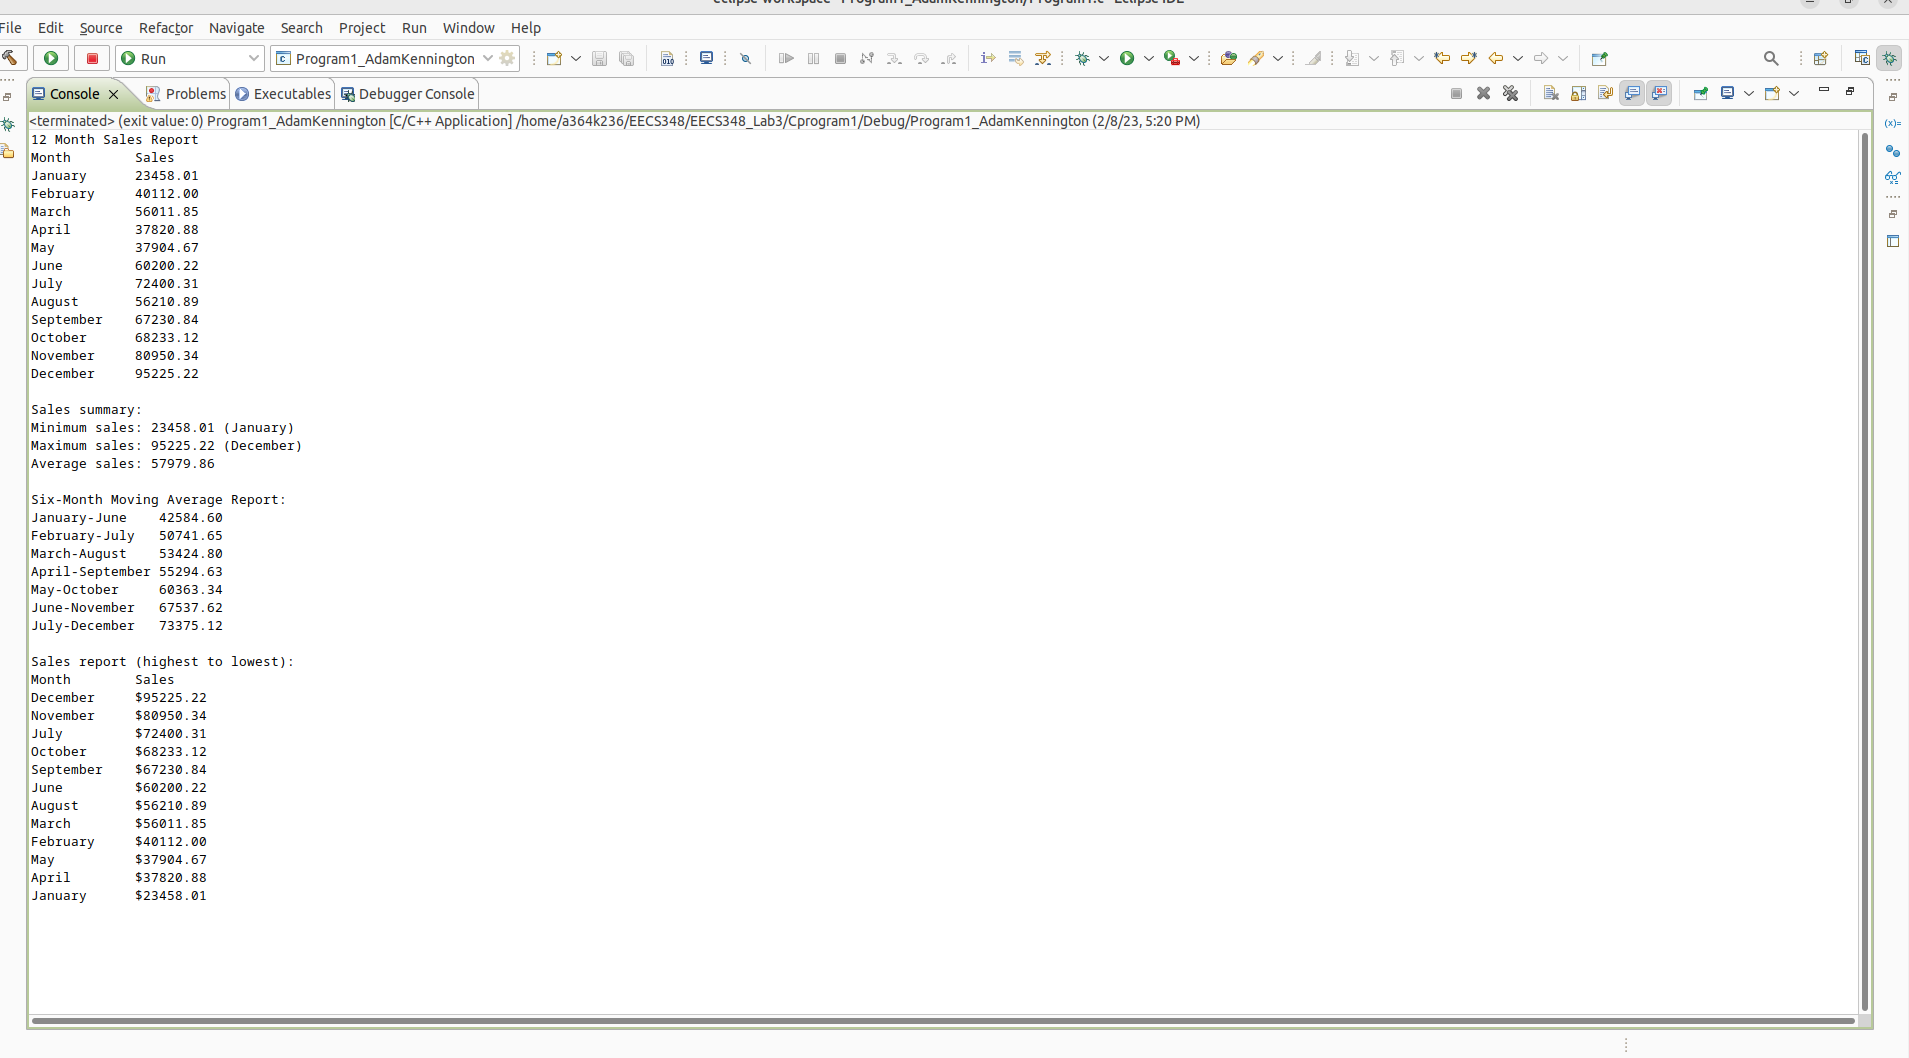 eclipse-workspace - Program1_AdamKennington/Program1.c - Eclipse IDE
File Edit Source Refactor Navigate Search Project Run Window Help
Run Program1_AdamKennington
Console Problems Executables Debugger Console
<terminated> (exit value: 0) Program1_AdamKennington [C/C++ Application] /home/a364k236/EECS348/EECS348_Lab3/Cprogram1/Debug/Program1_AdamKennington (2/8/23, 5:20 PM)
12 Month Sales Report
Month Sales
January 23458.01
February 40112.00
March 56011.85
April 37820.88
May 37904.67
June 60200.22
July 72400.31
August 56210.89
September 67230.84
October 68233.12
November 80950.34
December 95225.22
Sales summary:
Minimum sales: 23458.01 (January)
Maximum sales: 95225.22 (December)
Average sales: 57979.86
Six-Month Moving Average Report:
January-June 42584.60
February-July 50741.65
March-August 53424.80
April-September 55294.63
May-October 60363.34
June-November 67537.62
July-December 73375.12
Sales report (highest to lowest):
Month Sales
December $95225.22
November $80950.34
July $72400.31
October $68233.12
September $67230.84
June $60200.22
August $56210.89
March $56011.85
February $40112.00
May $37904.67
April $37820.88
January $23458.01